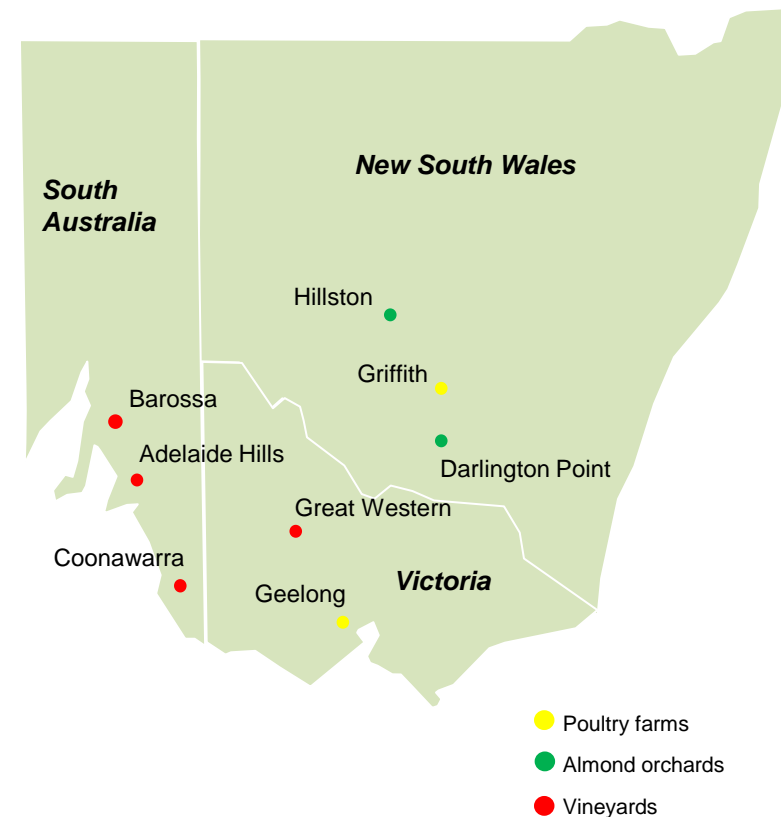 New South Wales
South
Australia
Hillston
Griffith
Barossa
Adelaide Hills
Darlington Point
Great Western
Coonawarra
Victoria
Geelong
Poultry farms
Almond orchards
Vineyards